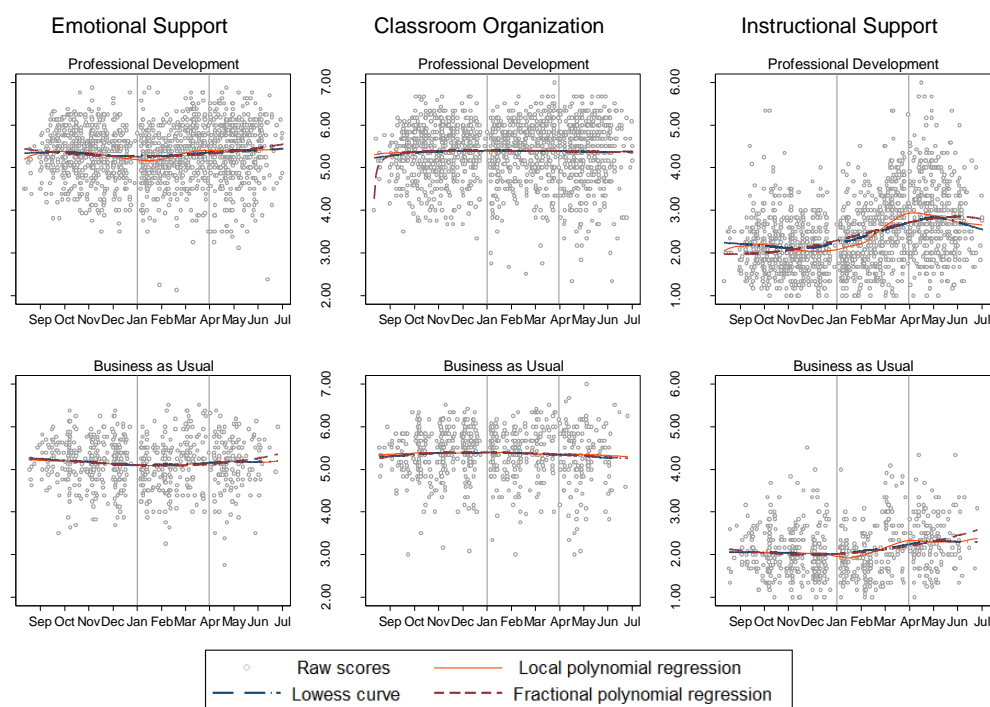 Emotional Support
Classroom Organization
Instructional Support
Professional Development
Professional Development
Professional Development
7.00
6.00
5.00
4.00
3.00
2.00
7.00
6.00
5.00
4.00
3.00
2.00
1.00
Sep Oct Nov Dec Jan Feb Mar Apr May Jun Jul
Sep Oct Nov Dec Jan Feb Mar Apr May Jun Jul
Sep Oct Nov Dec Jan Feb Mar Apr May Jun Jul
Business as Usual
Business as Usual
Business as Usual
7.00
6.00
5.00
4.00
3.00
2.00
6.00
5.00
4.00
3.00
2.00
1.00
Sep Oct Nov Dec Jan Feb Mar Apr May Jun Jul
Sep Oct Nov Dec Jan Feb Mar Apr May Jun Jul
Sep Oct Nov Dec Jan Feb Mar Apr May Jun Jul
Raw scores
Local polynomial regression
Lowess curve
Fractional polynomial regression